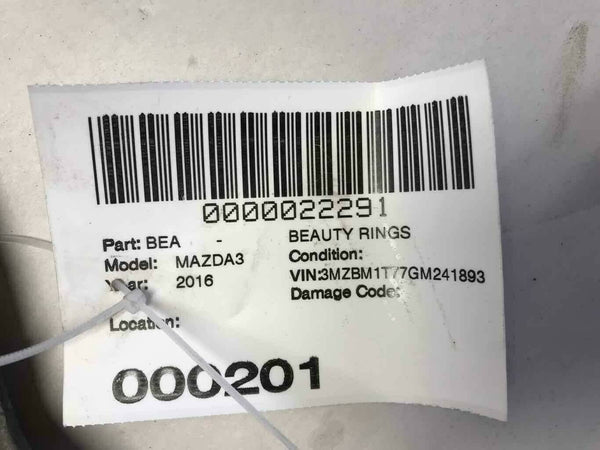 0000022291
Part: BEA - BEAUTY RINGS
Model: MAZDA3 Condition:
Year: 2016 VIN:3MZBM1T77GM241893
Damage Code:
Location:
000201